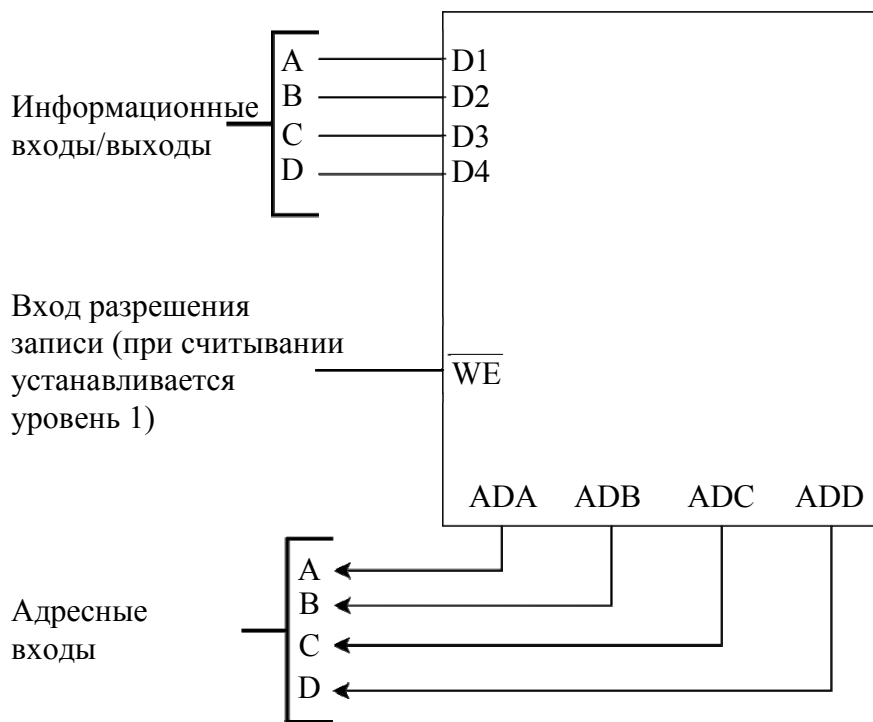 A D1
B D2
Информационные
входы/выходы
C D3
D D4
Вход разрешения
записи (при считывании
устанавливается
уровень 1)
WE
ADA ADB ADC ADD
A
B
Адресные
входы
C
D